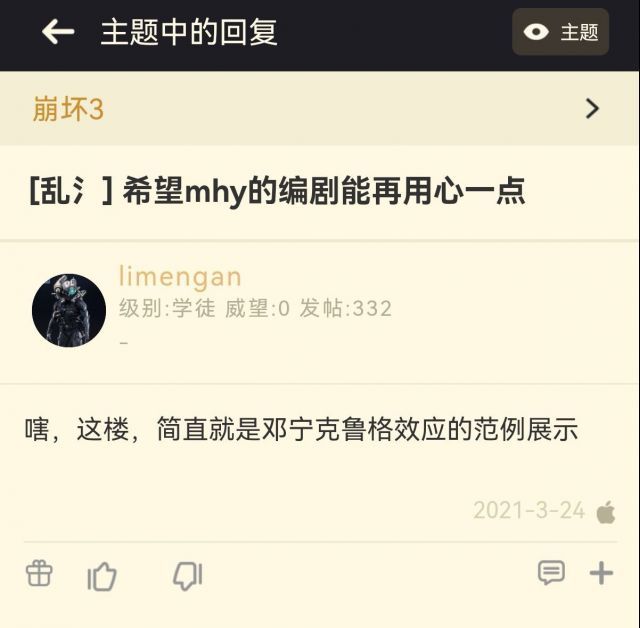 主题中的回复
主题
崩坏3
[乱氵] 希望mhy的编剧能再用心一点
limengan
级别:学徒 威望:0 发帖:332
-
嗐，这楼，简直就是邓宁克鲁格效应的范例展示
2021-3-24